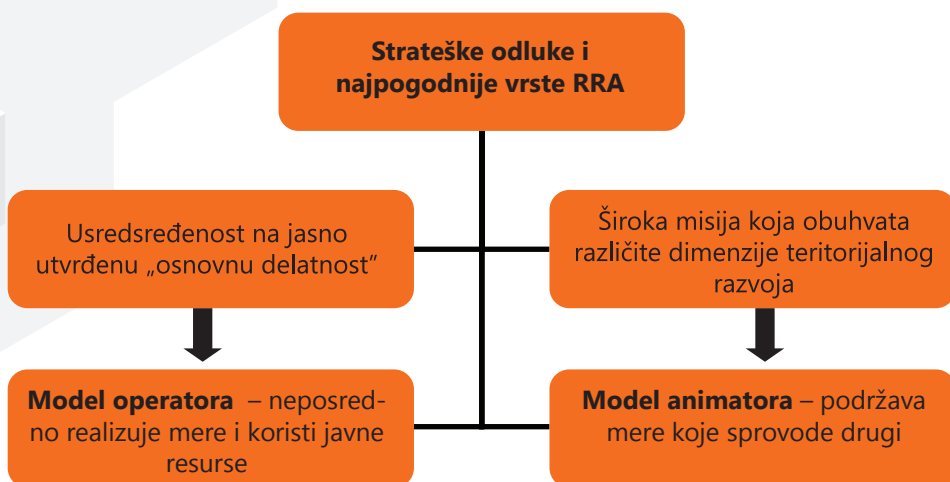 Strateške odluke i
najpogodnije vrste RRA
Usredsređenost na jasno
utvrđenu „osnovnu delatnost”
Široka misija koja obuhvata
različite dimenzije teritorijalnog
razvoja
Model operatora – neposred-
no realizuje mere i koristi javne
resurse
Model animatora – podržava
mere koje sprovode drugi